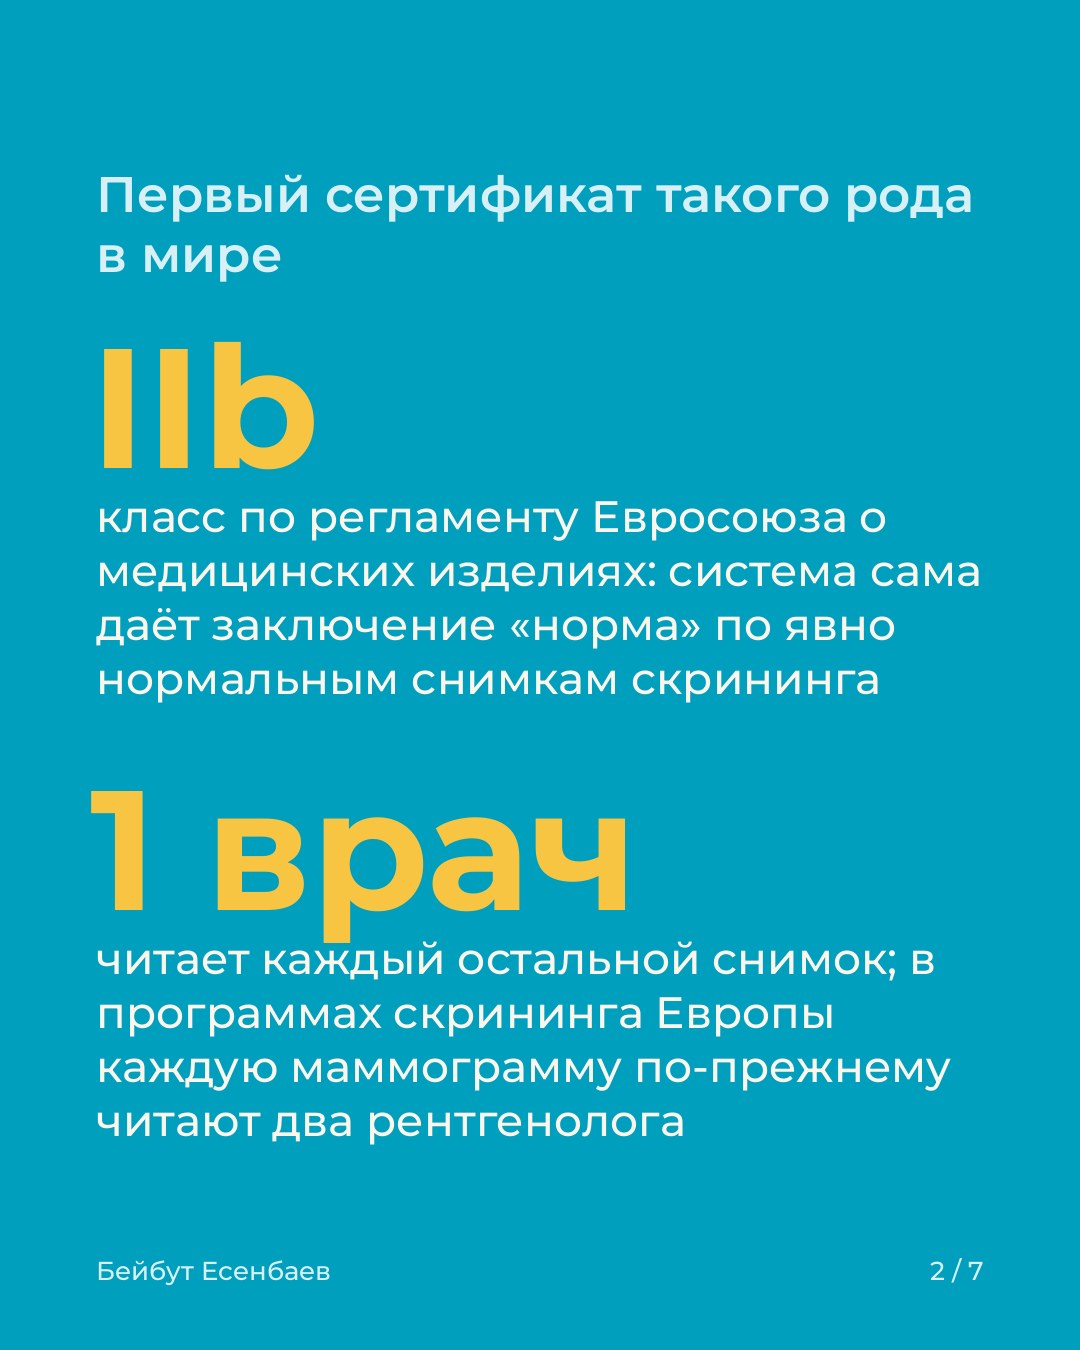 Первый сертификат такого рода
в мире
IIb
класс по регламенту Евросоюза о
медицинских изделиях: система сама
даёт заключение «норма» по явно
нормальным снимкам скрининга
1 врач
читает каждый остальной снимок; в
программах скрининга Европы
каждую маммограмму по-прежнему
читают два рентгенолога
Бейбут Есенбаев
2 / 7